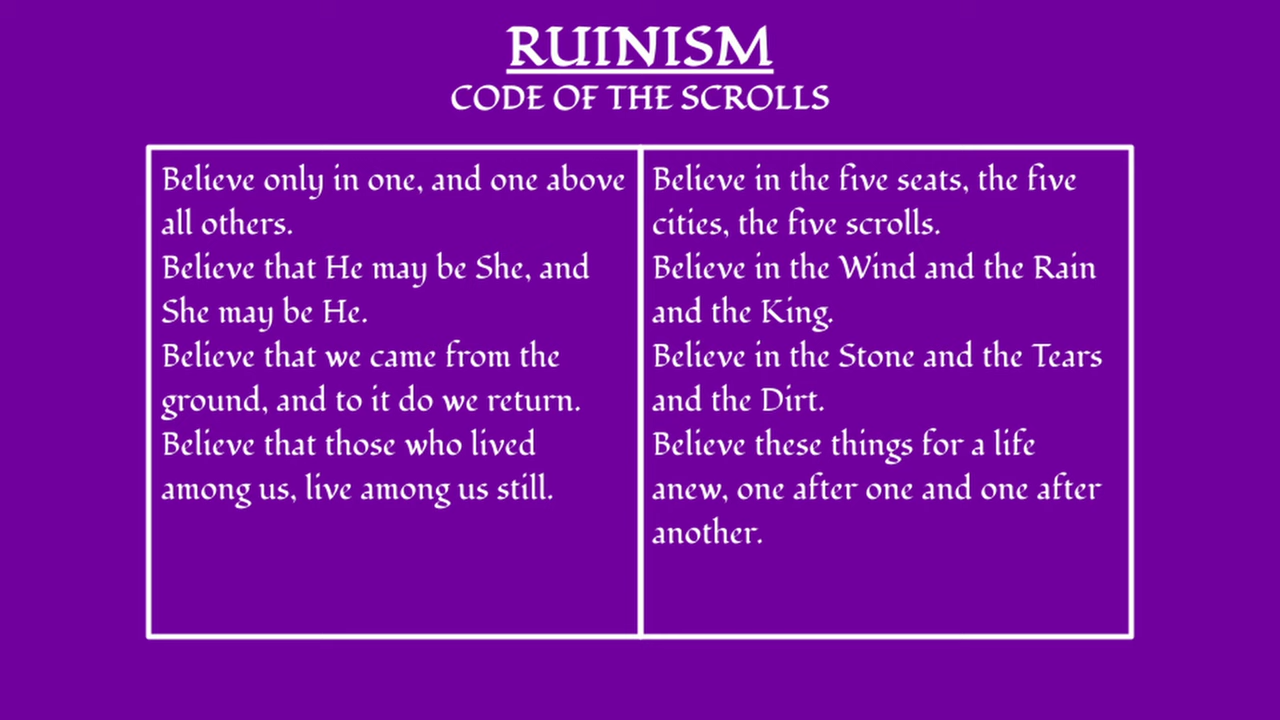 RUINISM
CODE OF THE SCROLLS
Believe only in one, and one above
all others.
Believe that He may be She, and
She may be He.
Believe that we came from the
ground, and to it do we return.
Believe that those who lived
among us, live among us still.
Believe in the five seats, the five
cities, the five scrolls.
Believe in the Wind and the Rain
and the King.
Believe in the Stone and the Tears
and the Dirt.
Believe these things for a life
anew, one after one and one after
another.